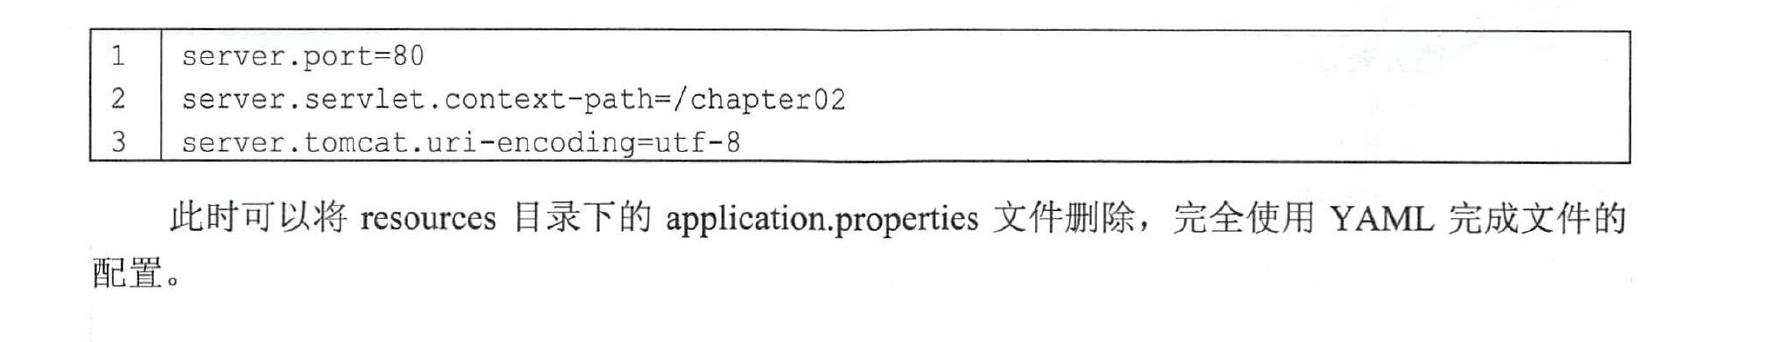 1 server.port=80
2 server.servlet.context-path=/chapter02
3 server.tomcat.uri-encoding=utf-8
此时可以将 resources 目录下的 application.properties 文件删除，完全使用 YAML 完成文件的
配置。